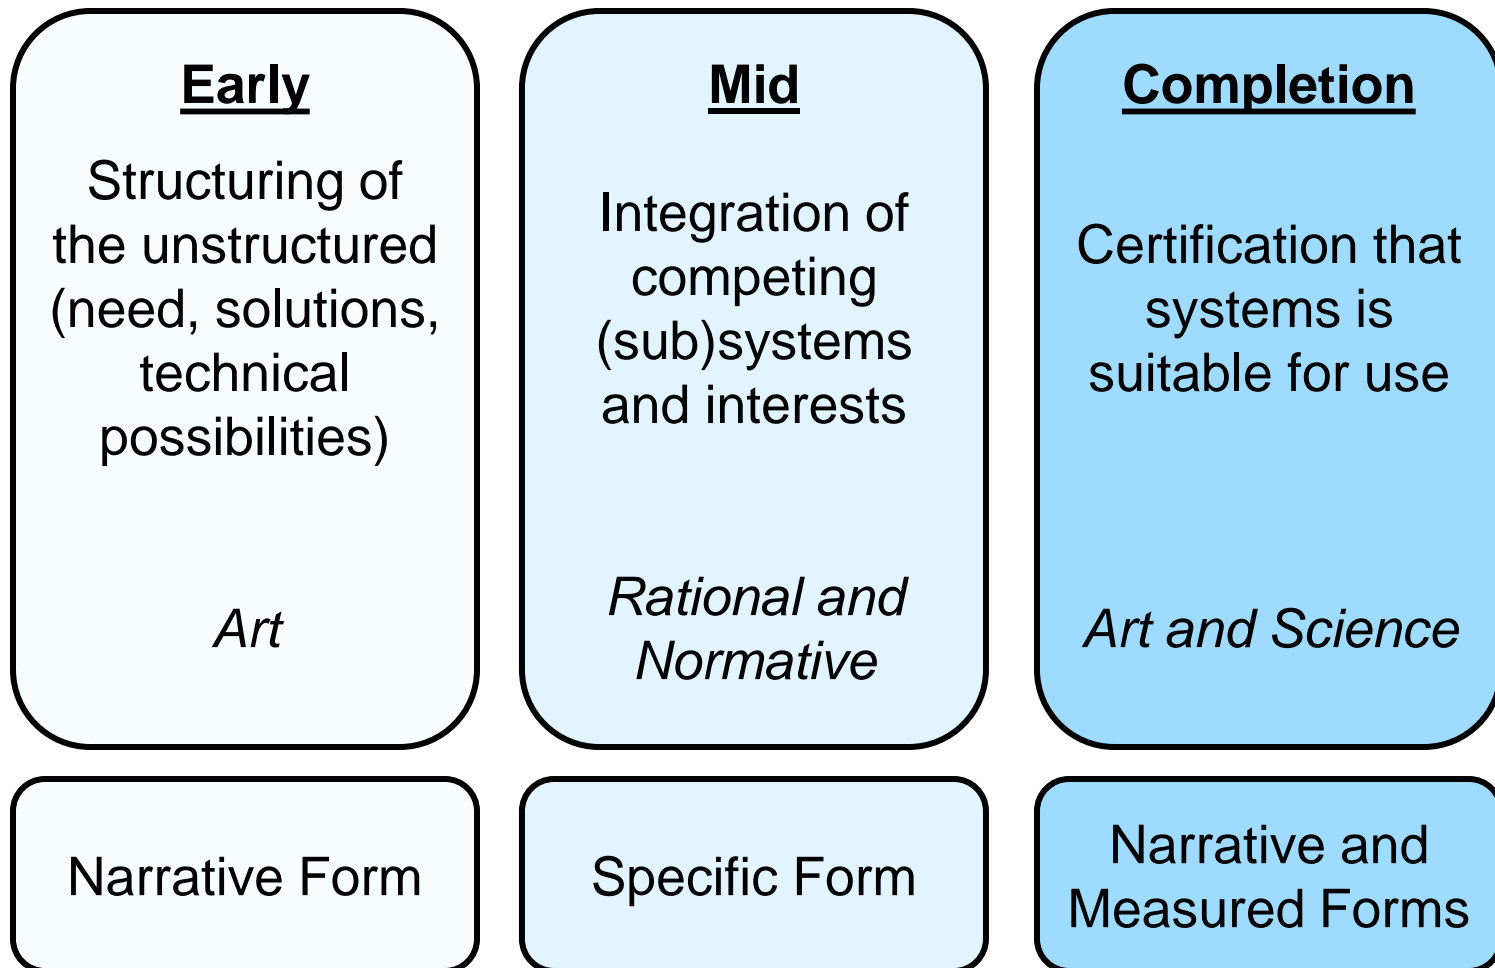 Early
Structuring of
the unstructured
(need, solutions,
technical
possibilities)
Art
Narrative Form
Mid
Integration of
competing
(sub)systems
and interests
Rational and
Normative
Specific Form
Completion
Certification that
systems is
suitable for use
Art and Science
Narrative and
Measured Forms